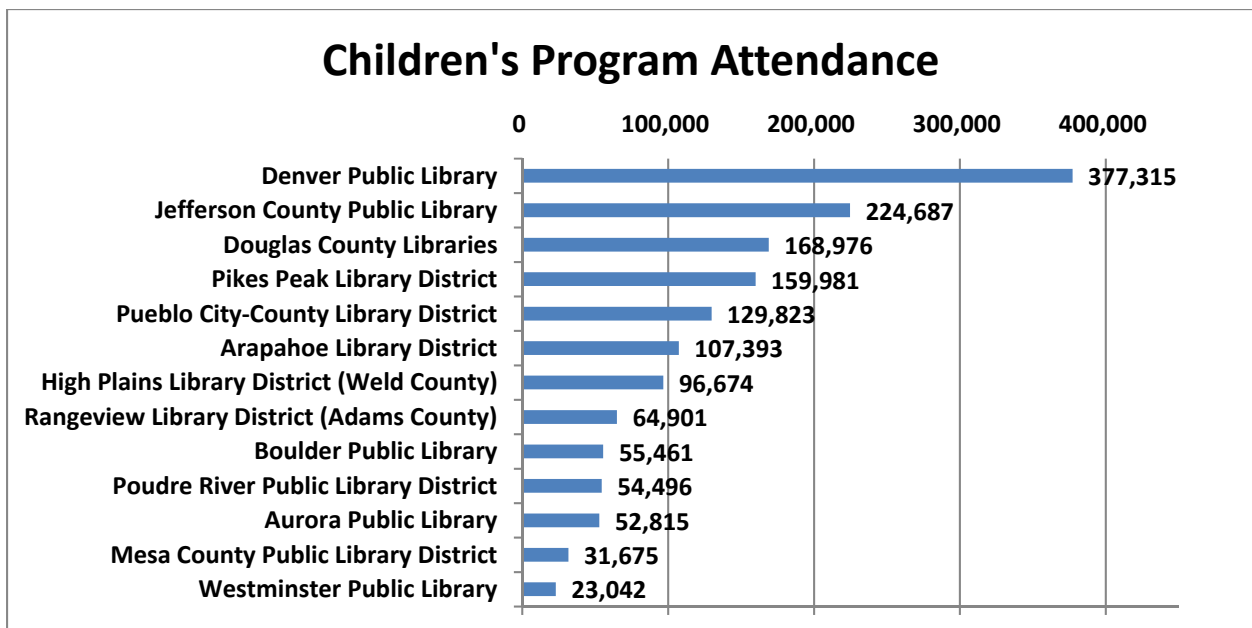 Children's Program Attendance
0 100,000 200,000 300,000 400,000
Denver Public Library 377,315
Jefferson County Public Library 224,687
Douglas County Libraries 168,976
Pikes Peak Library District 159,981
Pueblo City-County Library District 129,823
Arapahoe Library District 107,393
High Plains Library District (Weld County) 96,674
Rangeview Library District (Adams County) 64,901
Boulder Public Library 55,461
Poudre River Public Library District 54,496
Aurora Public Library 52,815
Mesa County Public Library District 31,675
Westminster Public Library 23,042